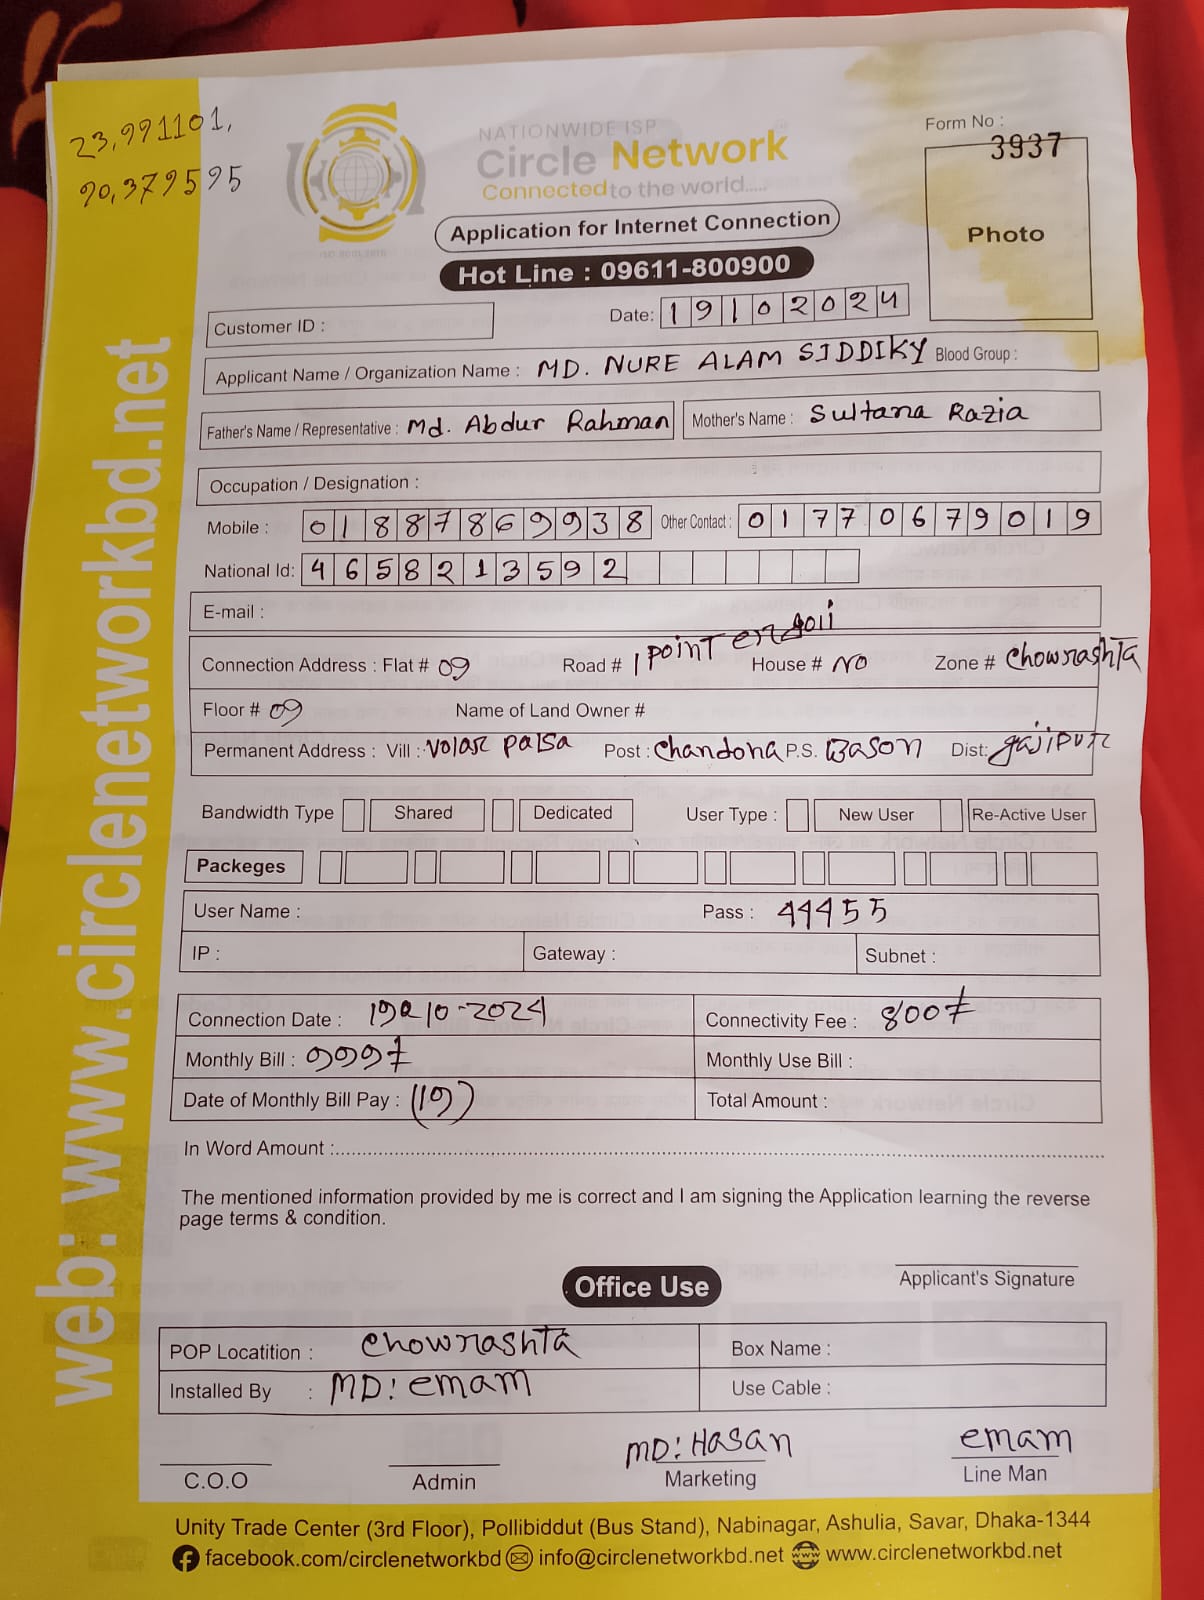 23.991101,
90.379595
NATIONWIDE ISP
Circle Network
Connected to the world.....
Application for Internet Connection
Hot Line : 09611-800900
Form No :
3937
Photo
Customer ID :
Date: 19102024
Applicant Name / Organization Name : MD. NURE ALAM SIDDIKY Blood Group :
Father's Name / Representative : Md. Abdur Rahman Mother's Name : Sultana Razia
Occupation / Designation :
Mobile : 01887869938 Other Contact : 01770679019
National Id: 4658213592
E-mail :
Connection Address : Flat # 09 Road # House # NO Zone # Chowrashta
Floor # 09 Name of Land Owner #
Permanent Address : Vill : Volar Palsa Post : Chandona P.S. Bason Dist: gajipur
Bandwidth Type Shared Dedicated User Type : New User Re-Active User
Packeges
User Name : Pass : 44455
IP : Gateway : Subnet :
Connection Date : Connectivity Fee : 800
Monthly Bill : Monthly Use Bill :
Date of Monthly Bill Pay : Total Amount :
In Word Amount :
The mentioned information provided by me is correct and I am signing the Application learning the reverse
page terms & condition.
Applicant's Signature
Office Use
POP Locatition : Chowrashta Box Name :
Installed By : MD: emam Use Cable :
MD: Hasan emam
C.O.O Admin Marketing Line Man
Unity Trade Center (3rd Floor), Pollibiddut (Bus Stand), Nabinagar, Ashulia, Savar, Dhaka-1344
facebook.com/circlenetworkbd info@circlenetworkbd.net www.circlenetworkbd.net
web: www.circlenetworkbd.net